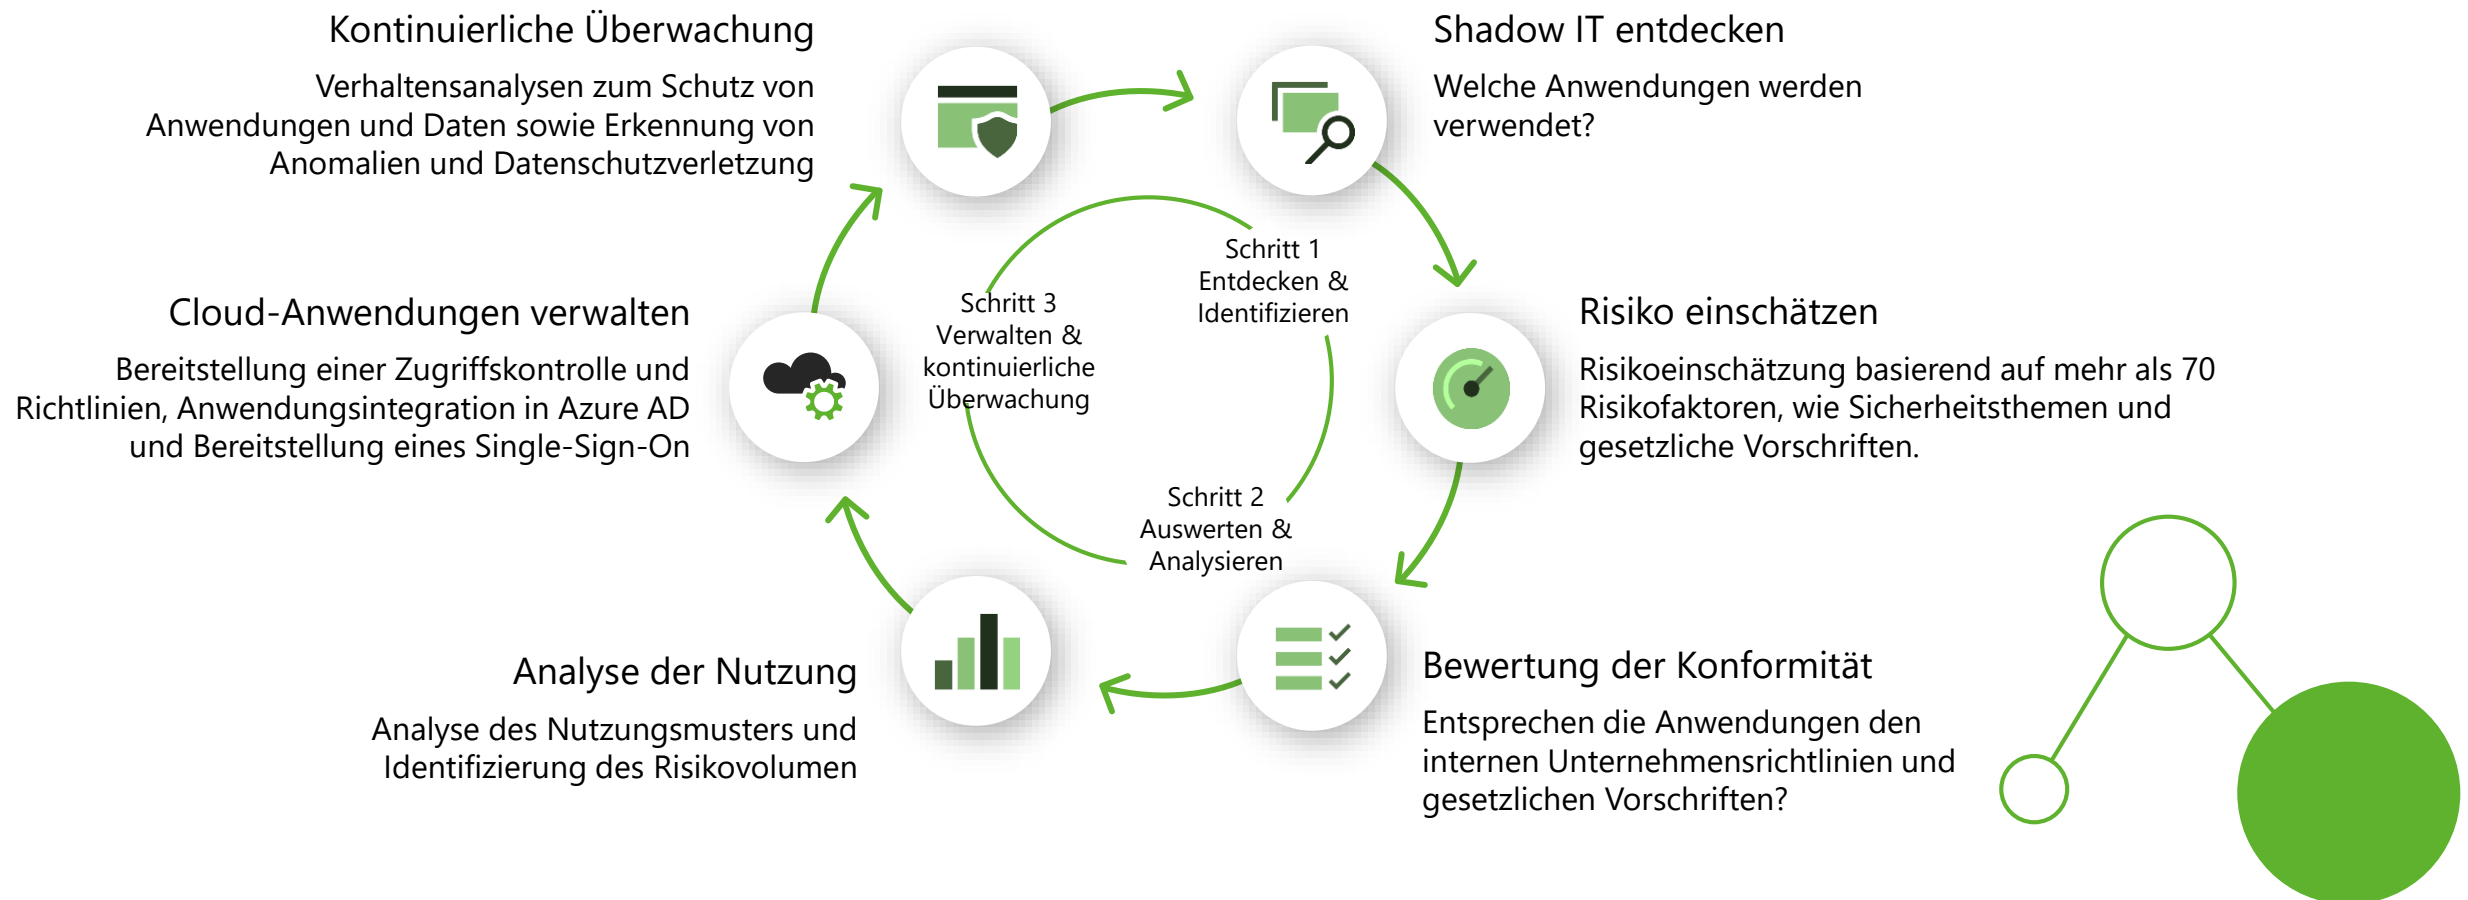 Kontinuierliche Überwachung
Verhaltensanalysen zum Schutz von
Anwendungen und Daten sowie Erkennung von
Anomalien und Datenschutzverletzung
Shadow IT entdecken
Welche Anwendungen werden
verwendet?
Schritt 1
Entdecken &
Identifizieren
Schritt 3
Verwalten &
kontinuierliche
Überwachung
Cloud-Anwendungen verwalten
Bereitstellung einer Zugriffskontrolle und
Richtlinien, Anwendungsintegration in Azure AD
und Bereitstellung eines Single-Sign-On
Risiko einschätzen
Risikoeinschätzung basierend auf mehr als 70
Risikofaktoren, wie Sicherheitsthemen und
gesetzliche Vorschriften.
Schritt 2
Auswerten &
Analysieren
Analyse der Nutzung
Analyse des Nutzungsmusters und
Identifizierung des Risikovolumen
Bewertung der Konformität
Entsprechen die Anwendungen den
internen Unternehmensrichtlinien und
gesetzlichen Vorschriften?